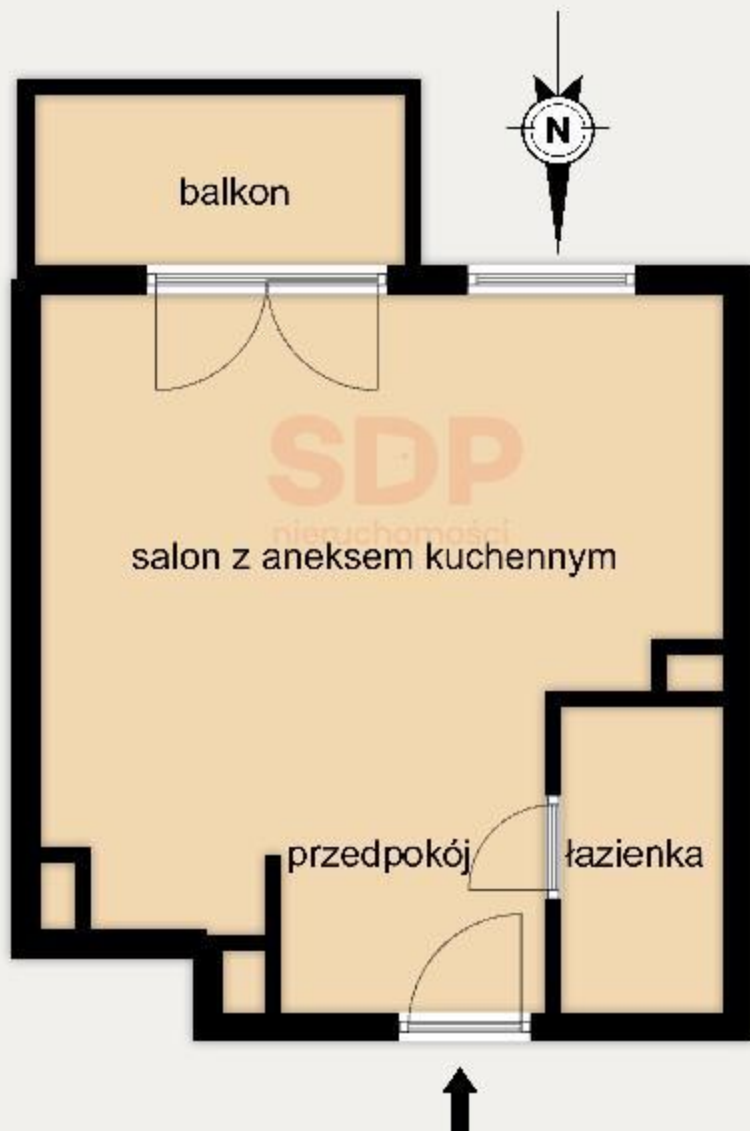 balkon
N
SDP
nieruchomości
salon z aneksem kuchennym
przedpokój
łazienka